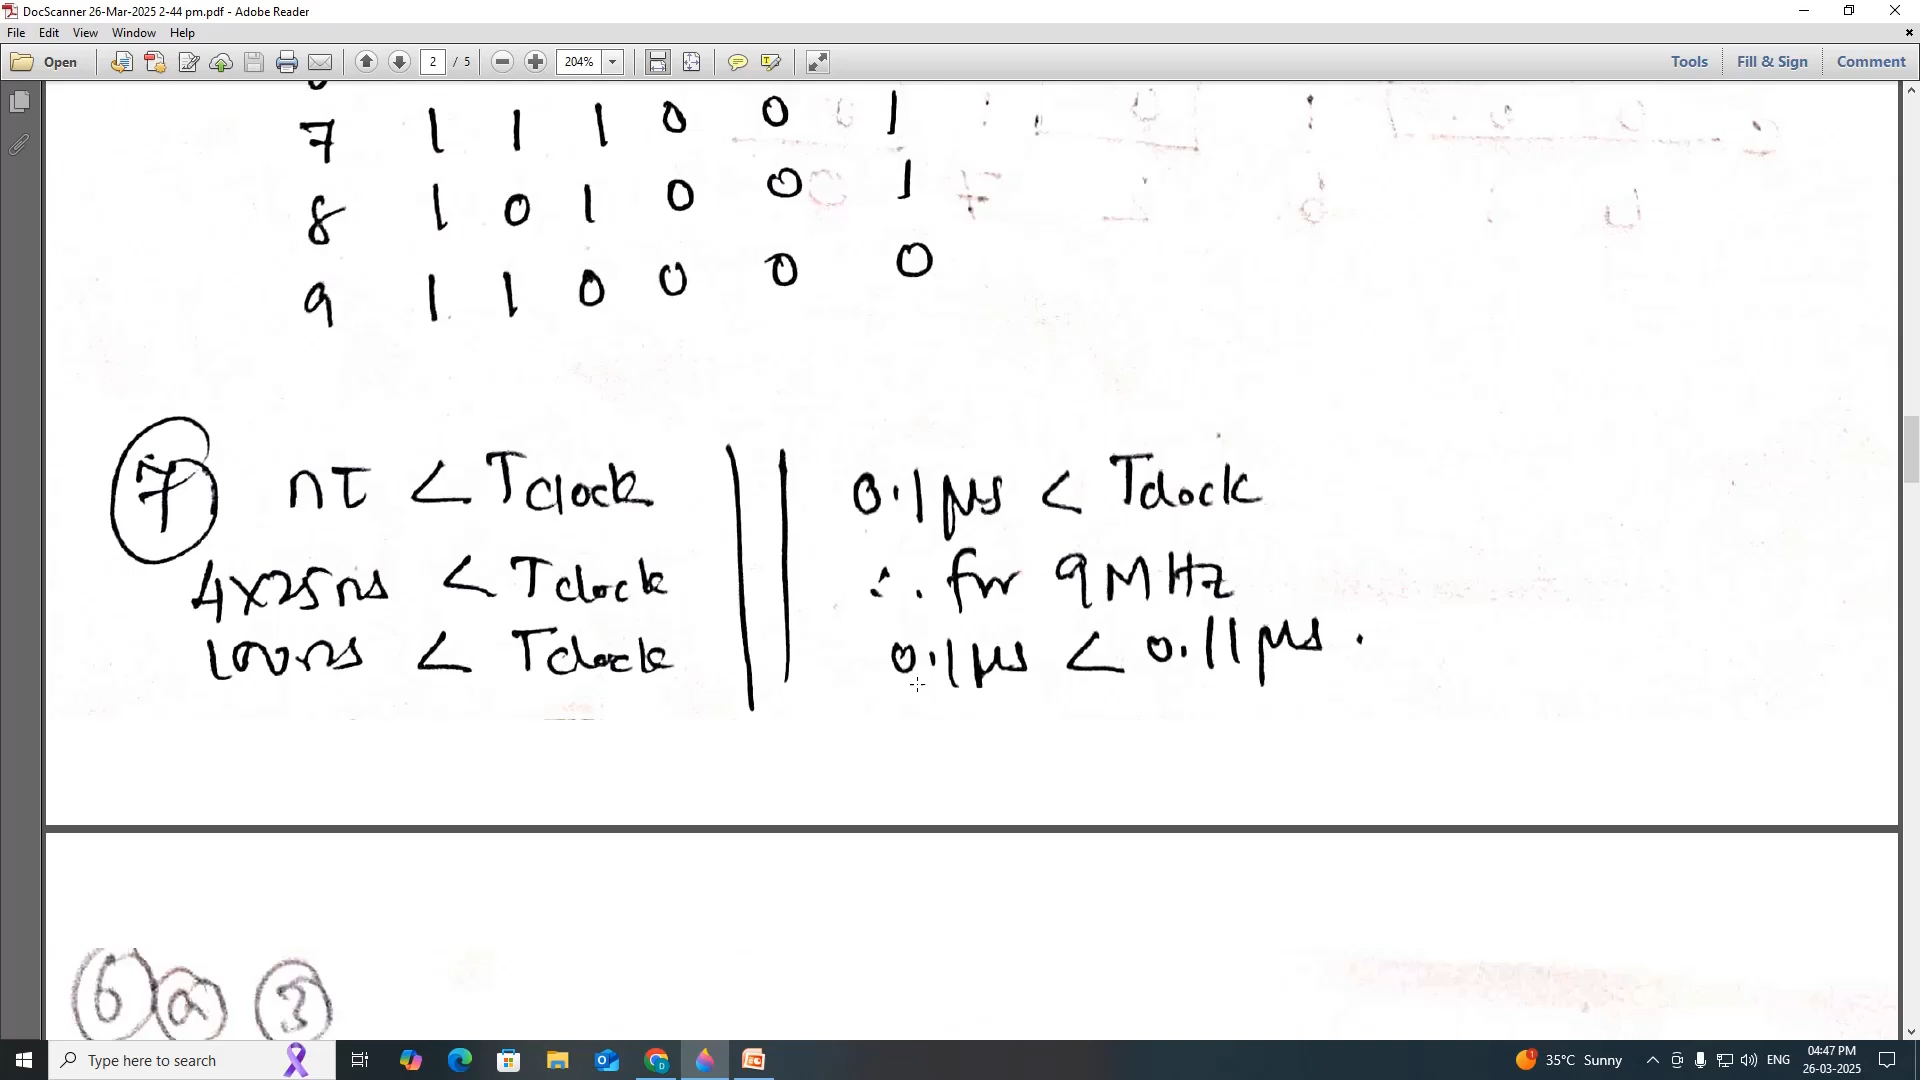 DocScanner 26-Mar-2025 2-44 pm.pdf - Adobe Reader
File Edit View Window Help
Open 2 / 5 204% Tools Fill & Sign Comment
7 1 1 1 0 0 1
8 1 0 1 0 0 1
9 1 1 0 0 0 0
7 nτ < Tclock 0.1μs < Tclock
4x25ns < Tclock ∴ for 9MHz
100ns < Tclock 0.1μs < 0.11μs.
6 a 3
Type here to search 35°C Sunny ENG 04:47 PM
26-03-2025